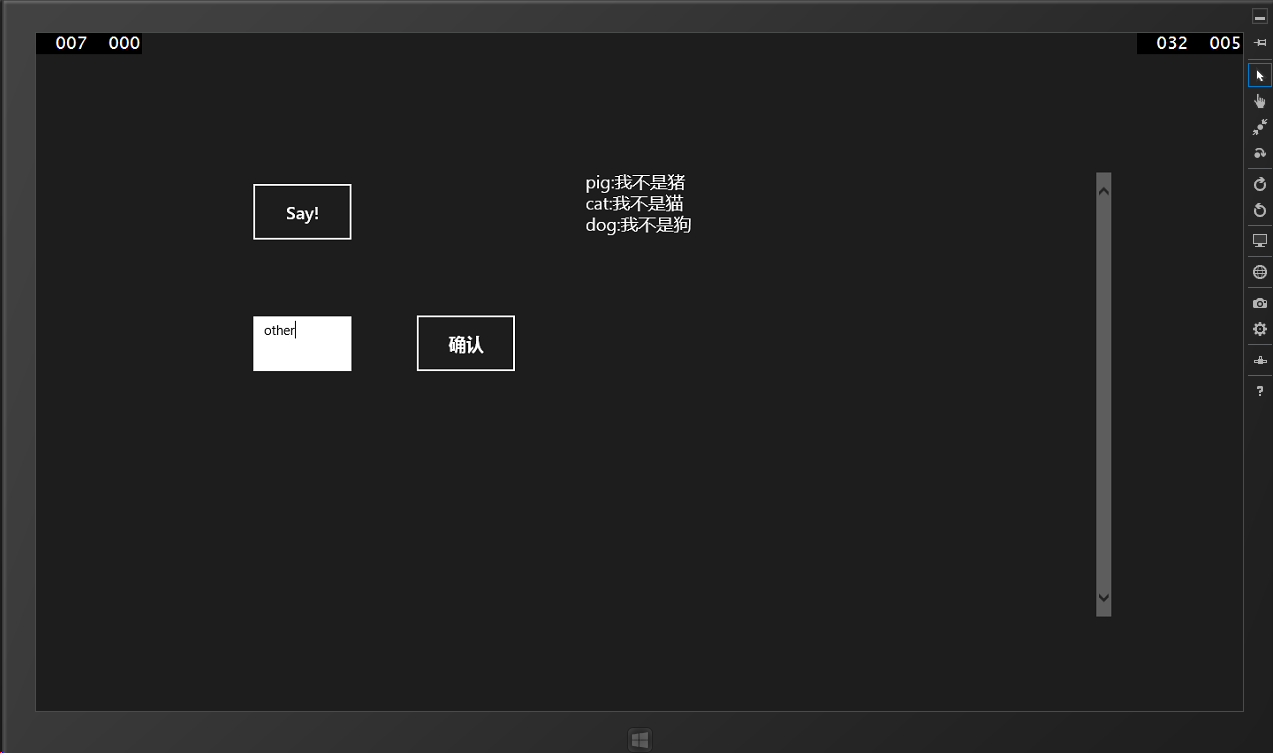 007 000
032 005
Say!
pig:我不是猪
cat:我不是猫
dog:我不是狗
other
确认
?